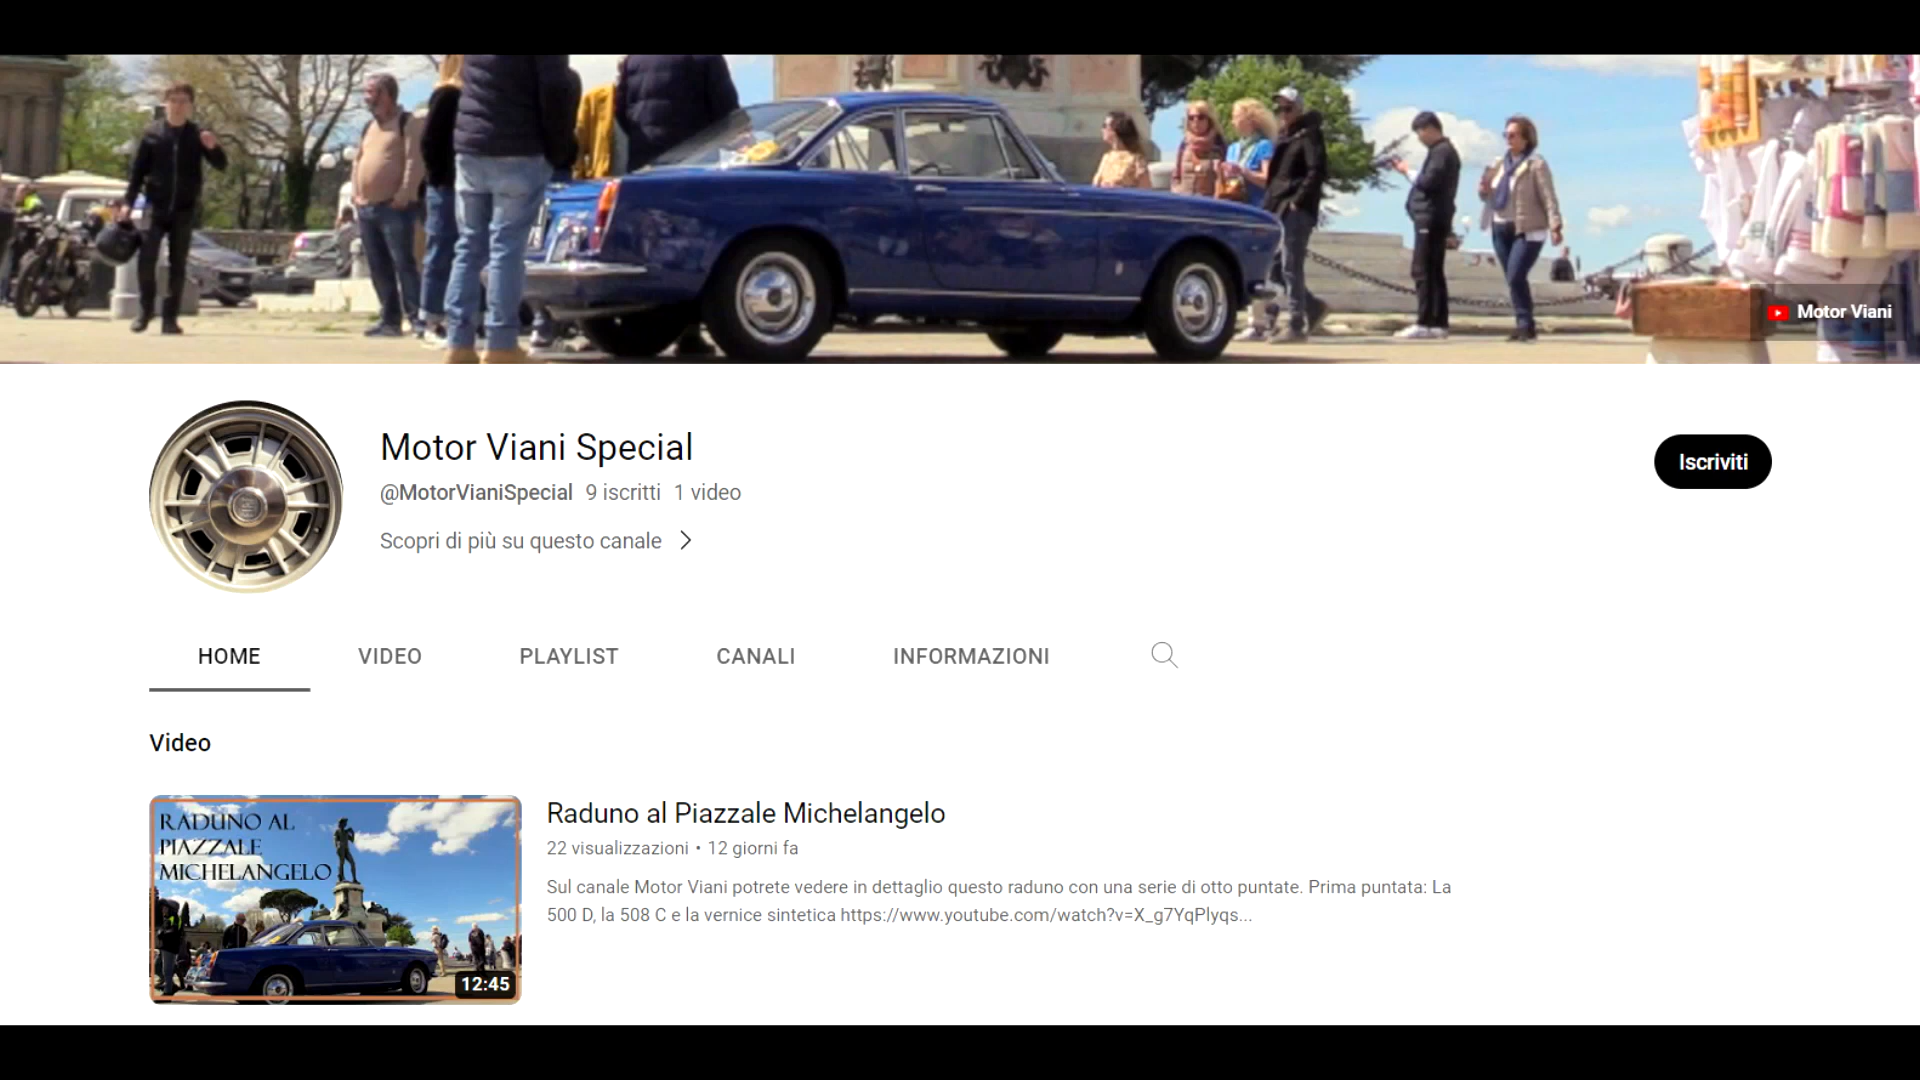 Motor Viani
Motor Viani Special
@MotorVianiSpecial 9 iscritti 1 video
Scopri di più su questo canale
Iscriviti
HOME VIDEO PLAYLIST CANALI INFORMAZIONI
Video
RADUNO AL
PIAZZALE
MICHELANGELO
12:45
Raduno al Piazzale Michelangelo
22 visualizzazioni • 12 giorni fa
Sul canale Motor Viani potrete vedere in dettaglio questo raduno con una serie di otto puntate. Prima puntata: La
500 D, la 508 C e la vernice sintetica https://www.youtube.com/watch?v=X_g7YqPlyqs...